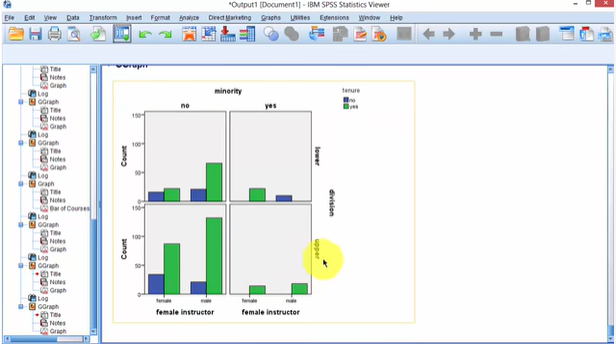 *Output1 [Document1] - IBM SPSS Statistics Viewer
File Edit View Data Transform Insert Format Analyze Direct Marketing Graphs Utilities Extensions Window Help
Title
Notes
Graph
Log
GGraph
Title
Notes
Graph
Log
GGraph
Title
Notes
Graph
Log
Graph
Title
Notes
Bar of Courses
Log
GGraph
Title
Notes
Graph
Log
GGraph
Title
Notes
Graph
Log
GGraph
Title
Notes
Graph
GGraph
minority
no yes
tenure
no
yes
150
100
50
0
Count
lower
150
100
50
0
Count
upper
division
female male female male
female instructor female instructor